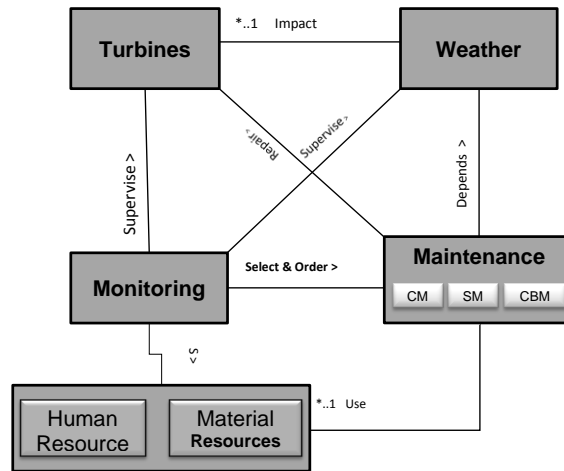 *..1 Impact
Turbines
Weather
Repair>
Supervise>
Supervise >
Depends >
Monitoring
Select & Order >
Maintenance
CM
SM
CBM
S>
*..1 Use
Human
Resource
Material
Resources